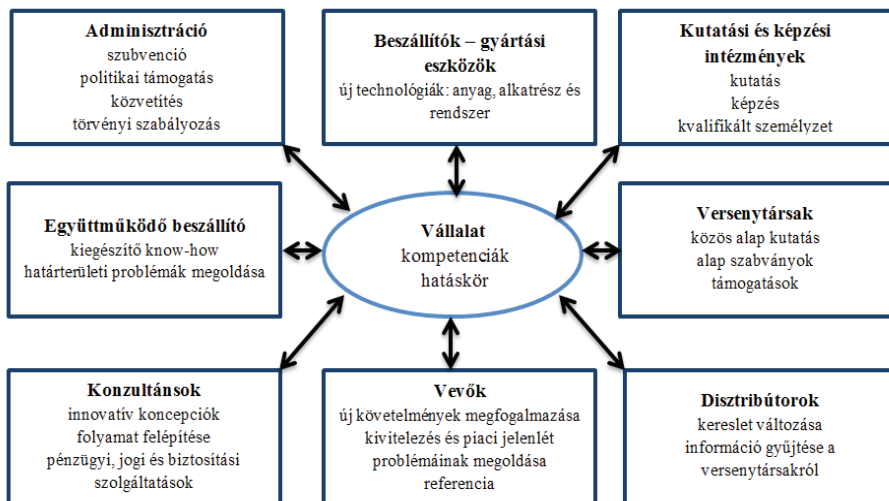 Adminisztráció
szubvenció
politikai támogatás
közvetítés
törvényi szabályozás
Beszállítók – gyártási
eszközök
új technológiák: anyag, alkatrész és
rendszer
Kutatási és képzési
intézmények
kutatás
képzés
kvalifikált személyzet
Együttműködő beszállító
kiegészítő know-how
határterületi problémák megoldása
Vállalat
kompetenciák
hatáskör
Versenytársak
közös alap kutatás
alap szabványok
támogatások
Konzultánsok
innovatív koncepciók
folyamat felépítése
pénzügyi, jogi és biztosítási
szolgáltatások
Vevők
új követelmények megfogalmazása
kivitelezés és piaci jelenlét
problémáinak megoldása
referencia
Disztribútorok
kereslet változása
információ gyűjtése a
versenytársakról